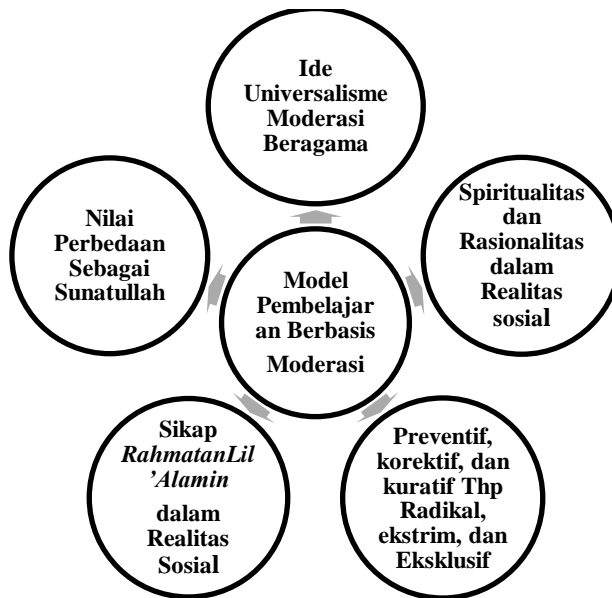 Ide
Universalisme
Moderasi
Beragama
Spiritualitas
dan
Rasionalitas
dalam
Realitas
sosial
Preventif,
korektif, dan
kuratif Thp
Radikal,
ekstrim, dan
Eksklusif
Sikap
RahmatanLil
’Alamin
dalam
Realitas
Sosial
Nilai
Perbedaan
Sebagai
Sunatullah
Model
Pembelajar
an Berbasis
Moderasi